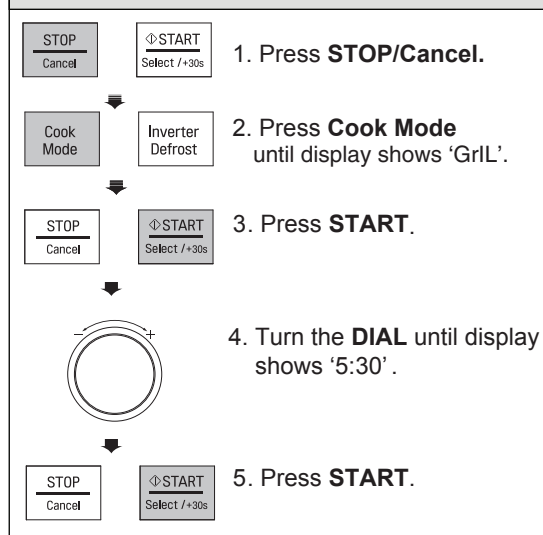 STOP
Cancel
START
Select /+30s
1. Press STOP/Cancel.
Cook
Mode
Inverter
Defrost
2. Press Cook Mode
until display shows ‘GrIL’.
STOP
Cancel
START
Select /+30s
3. Press START.
− +
4. Turn the DIAL until display
shows ‘5:30’ .
STOP
Cancel
START
Select /+30s
5. Press START.